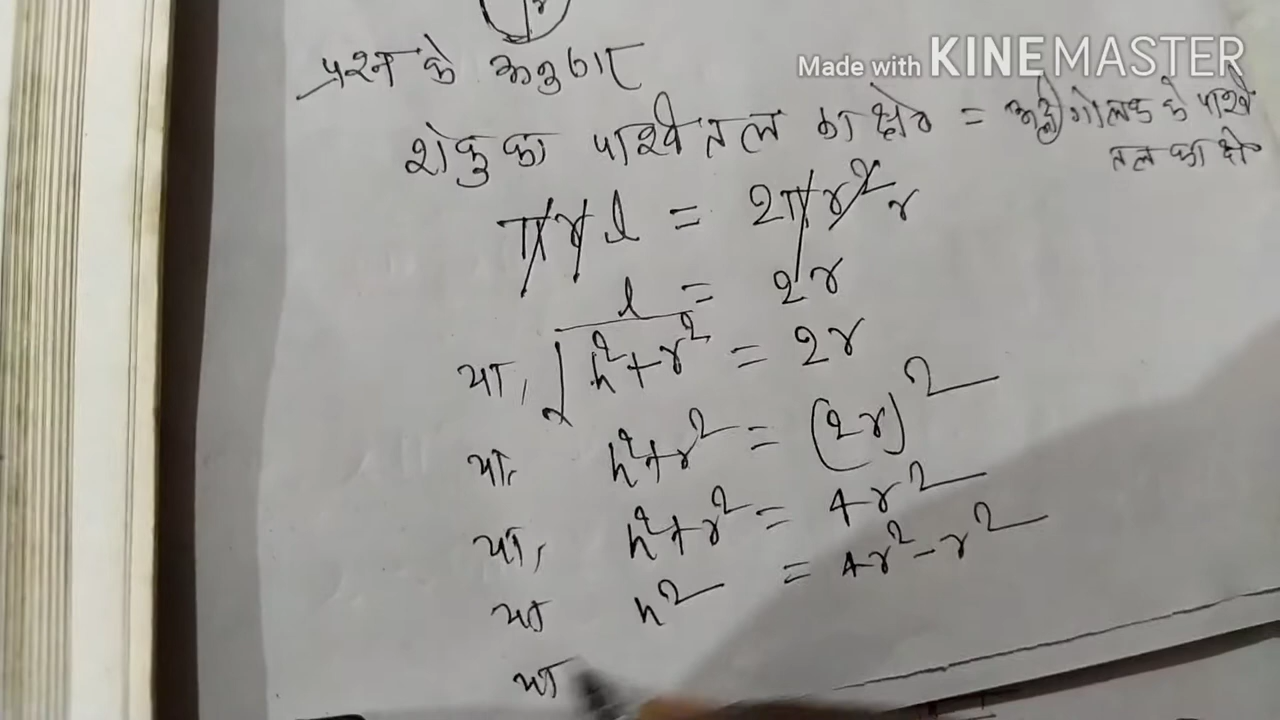 r
Made with KINEMASTER
प्रश्न के अनुसार
शंकु का पार्श्व तल का क्षेत्र = अर्द्ध गोलक के पार्श्व
तल का क्षे०
πrl = 2πr² r
l = 2r
या, √h²+r² = 2r
या, h²+r² = (2r)²
या, h²+r² = 4r²
या h² = 4r²-r²
या